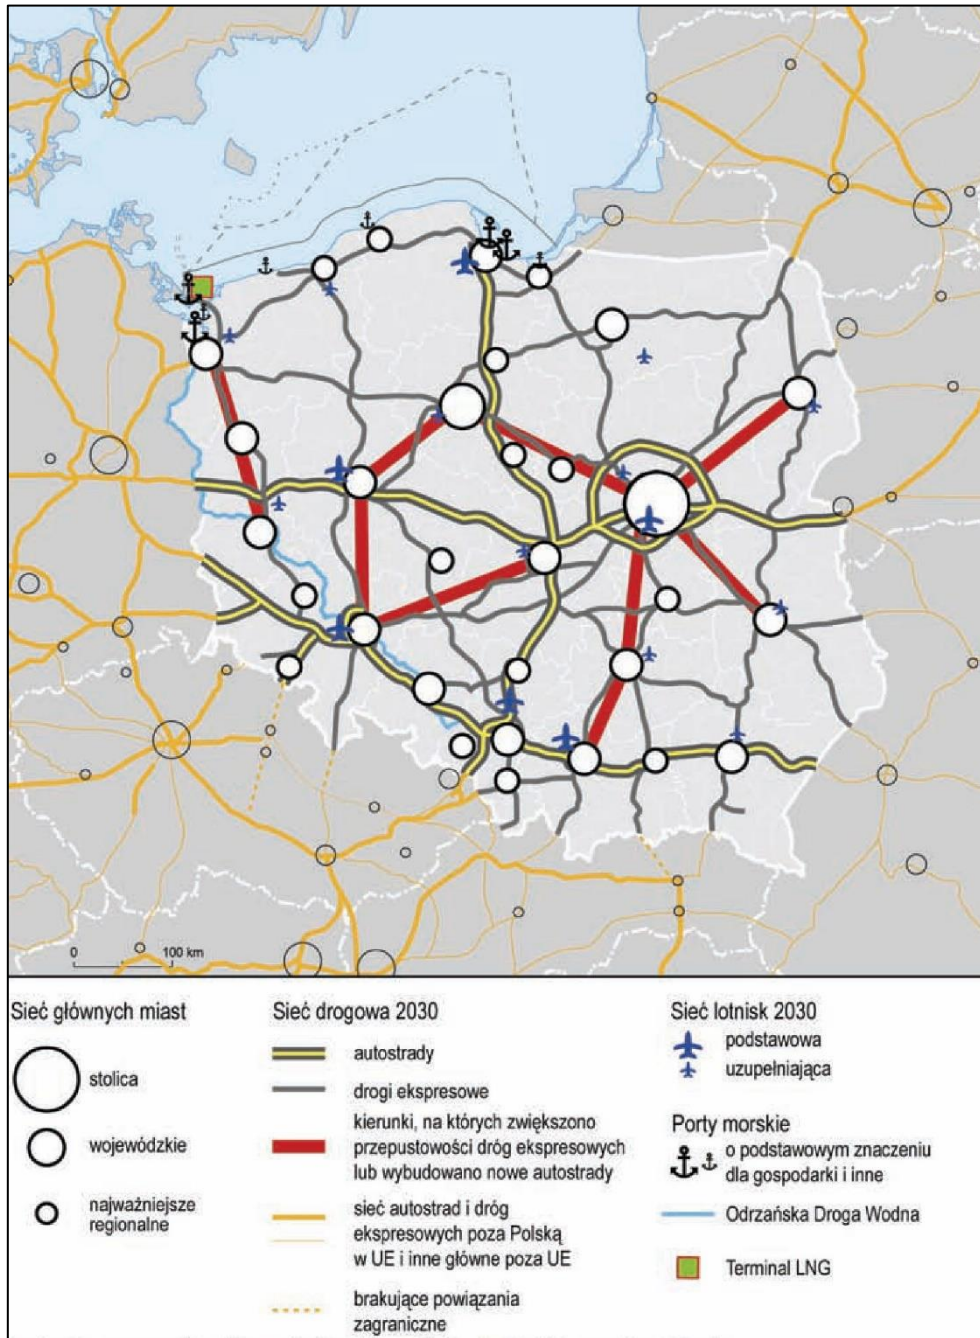 0 100 km
Sieć głównych miast
stolica
wojewódzkie
najważniejsze
regionalne
Sieć drogowa 2030
autostrady
drogi ekspresowe
kierunki, na których zwiększono
przepustowości dróg ekspresowych
lub wybudowano nowe autostrady
sieć autostrad i dróg
ekspresowych poza Polską
w UE i inne główne poza UE
brakujące powiązania
zagraniczne
Sieć lotnisk 2030
podstawowa
uzupełniająca
Porty morskie
o podstawowym znaczeniu
dla gospodarki i inne
Odrzańska Droga Wodna
Terminal LNG